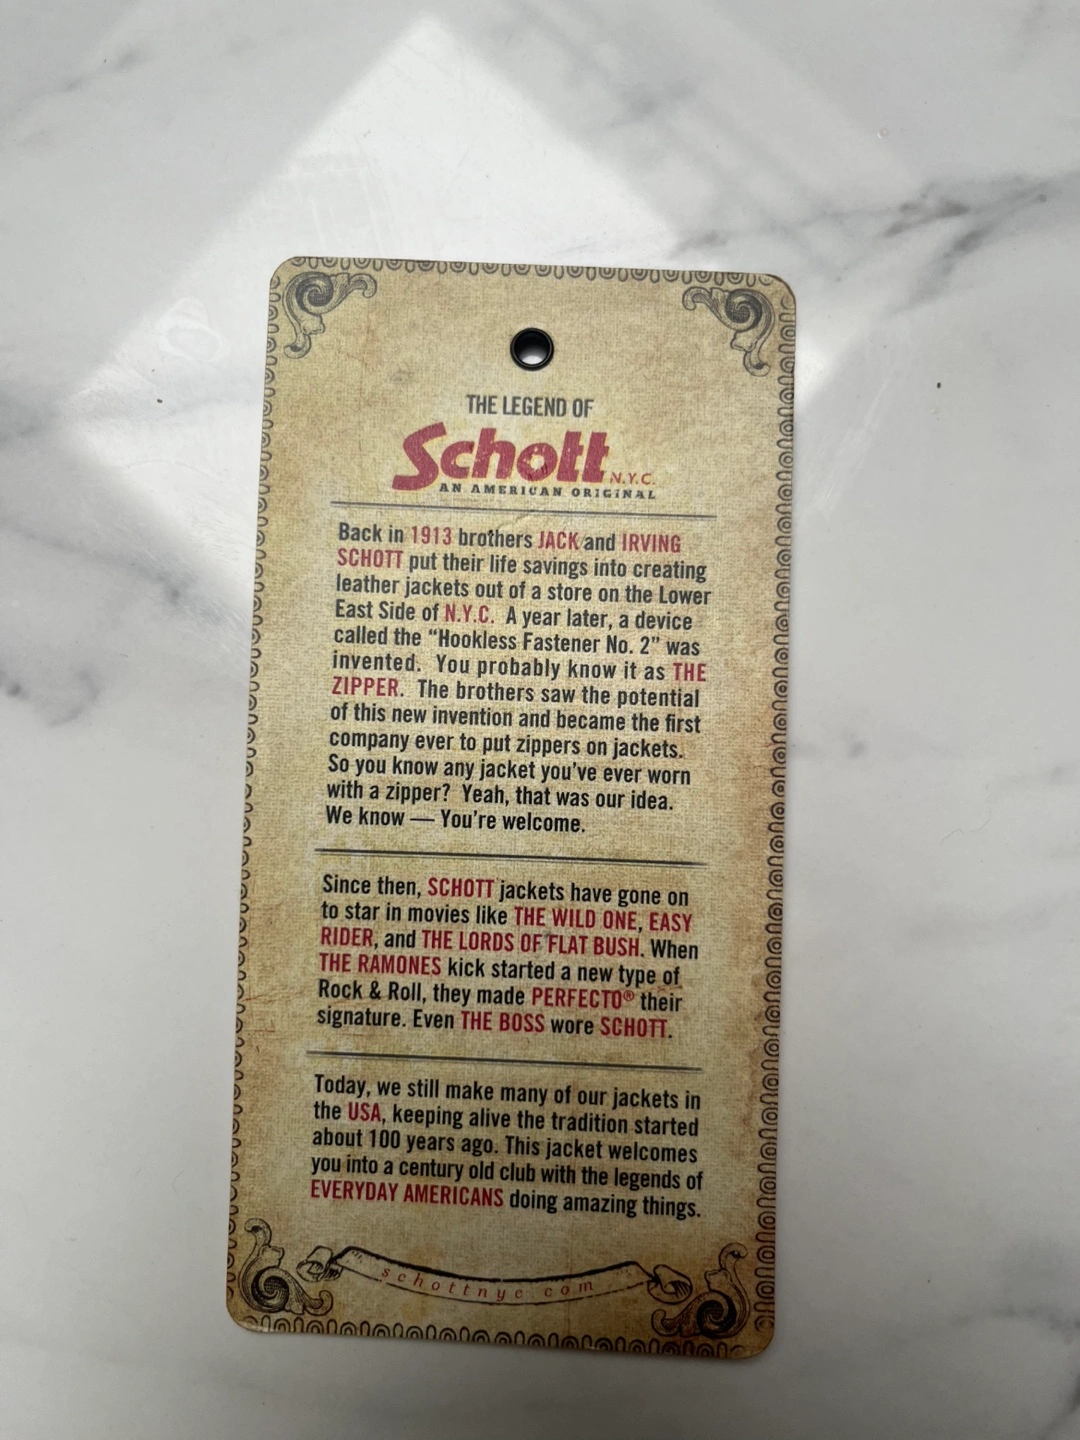 THE LEGEND OF
Schott N.Y.C.
AN AMERICAN ORIGINAL
Back in 1913 brothers JACK and IRVING
SCHOTT put their life savings into creating
leather jackets out of a store on the Lower
East Side of N.Y.C. A year later, a device
called the “Hookless Fastener No. 2” was
invented. You probably know it as THE
ZIPPER. The brothers saw the potential
of this new invention and became the first
company ever to put zippers on jackets.
So you know any jacket you’ve ever worn
with a zipper? Yeah, that was our idea.
We know — You’re welcome.
Since then, SCHOTT jackets have gone on
to star in movies like THE WILD ONE, EASY
RIDER, and THE LORDS OF FLAT BUSH. When
THE RAMONES kick started a new type of
Rock & Roll, they made PERFECTO® their
signature. Even THE BOSS wore SCHOTT.
Today, we still make many of our jackets in
the USA, keeping alive the tradition started
about 100 years ago. This jacket welcomes
you into a century old club with the legends of
EVERYDAY AMERICANS doing amazing things.
schottnyc.com